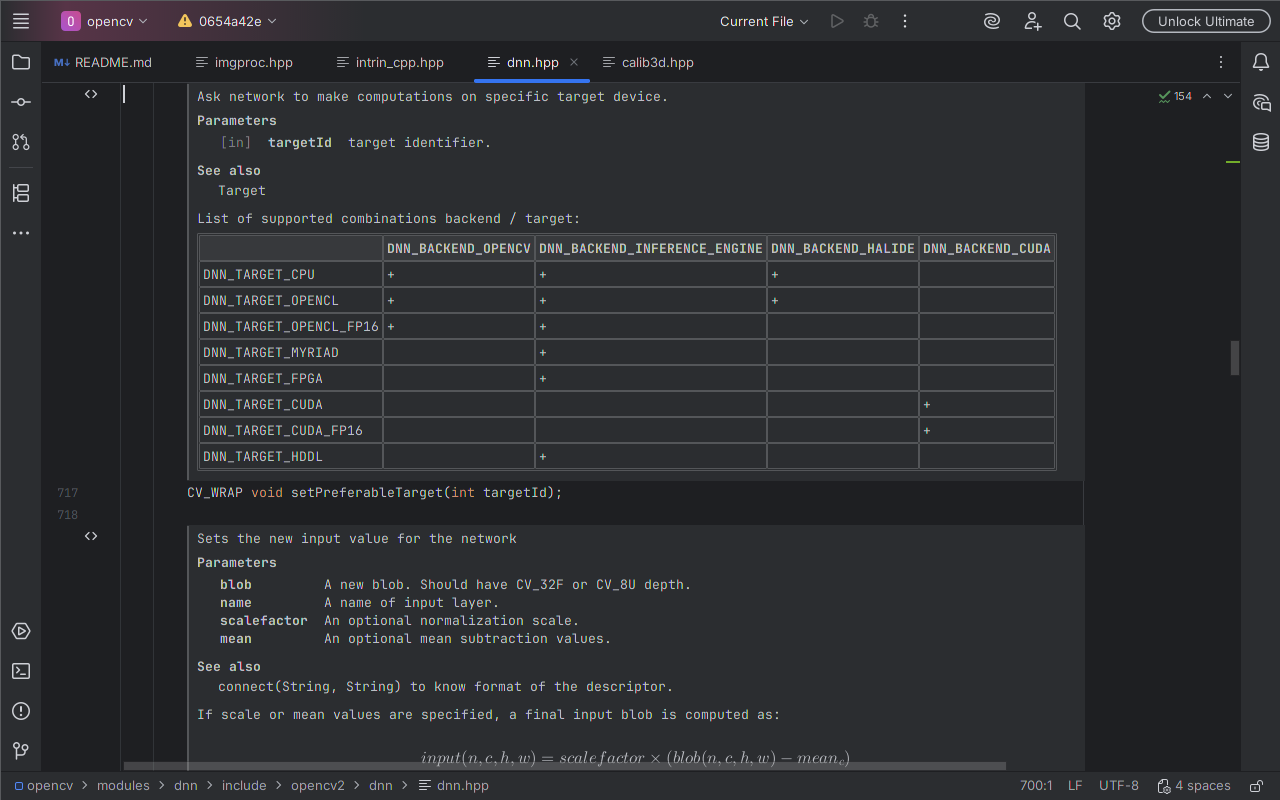 O opencv 0654a42e Current File Unlock Ultimate
M↓ README.md imgproc.hpp intrin_cpp.hpp dnn.hpp calib3d.hpp
154
Ask network to make computations on specific target device.
Parameters
[in] targetId target identifier.
See also
Target
List of supported combinations backend / target:
DNN_BACKEND_OPENCV DNN_BACKEND_INFERENCE_ENGINE DNN_BACKEND_HALIDE DNN_BACKEND_CUDA
DNN_TARGET_CPU + + +
DNN_TARGET_OPENCL + + +
DNN_TARGET_OPENCL_FP16 + +
DNN_TARGET_MYRIAD +
DNN_TARGET_FPGA +
DNN_TARGET_CUDA +
DNN_TARGET_CUDA_FP16 +
DNN_TARGET_HDDL +
717 CV_WRAP void setPreferableTarget(int targetId);
718
Sets the new input value for the network
Parameters
blob A new blob. Should have CV_32F or CV_8U depth.
name A name of input layer.
scalefactor An optional normalization scale.
mean An optional mean subtraction values.
See also
connect(String, String) to know format of the descriptor.
If scale or mean values are specified, a final input blob is computed as:
input(n, c, h, w) = scalefactor × (blob(n, c, h, w) − mean_c)
opencv modules dnn include opencv2 dnn dnn.hpp 700:1 LF UTF-8 4 spaces